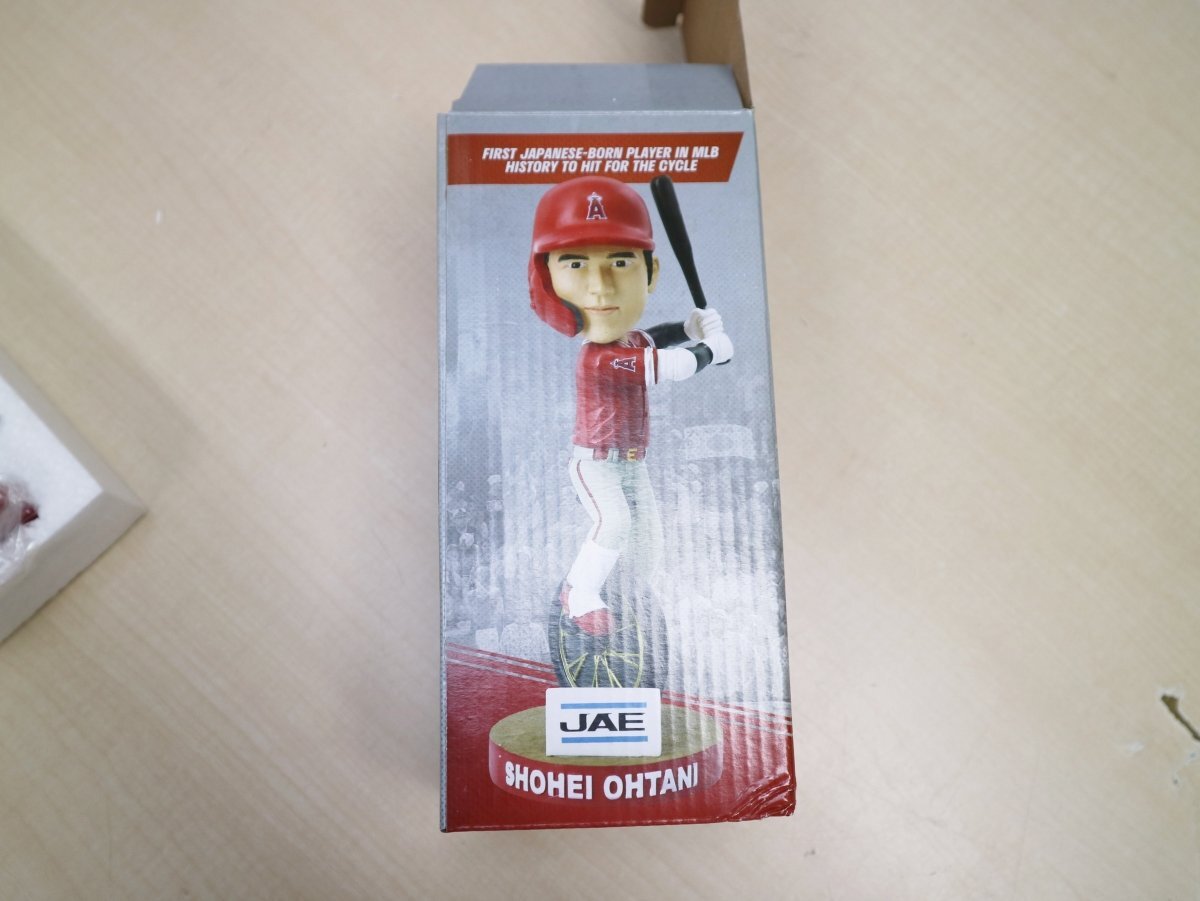 FIRST JAPANESE-BORN PLAYER IN MLB
HISTORY TO HIT FOR THE CYCLE
A
A
E
JAE
SHOHEI OHTANI